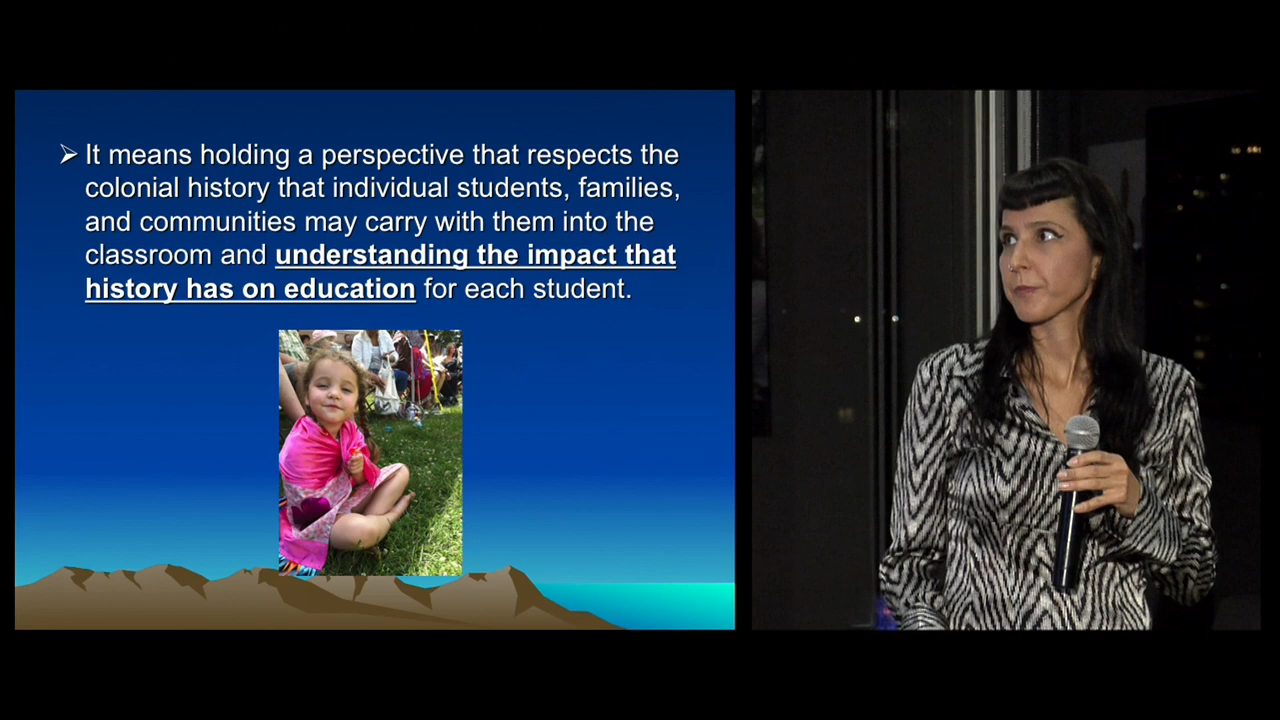 It means holding a perspective that respects the
colonial history that individual students, families,
and communities may carry with them into the
classroom and understanding the impact that
history has on education for each student.